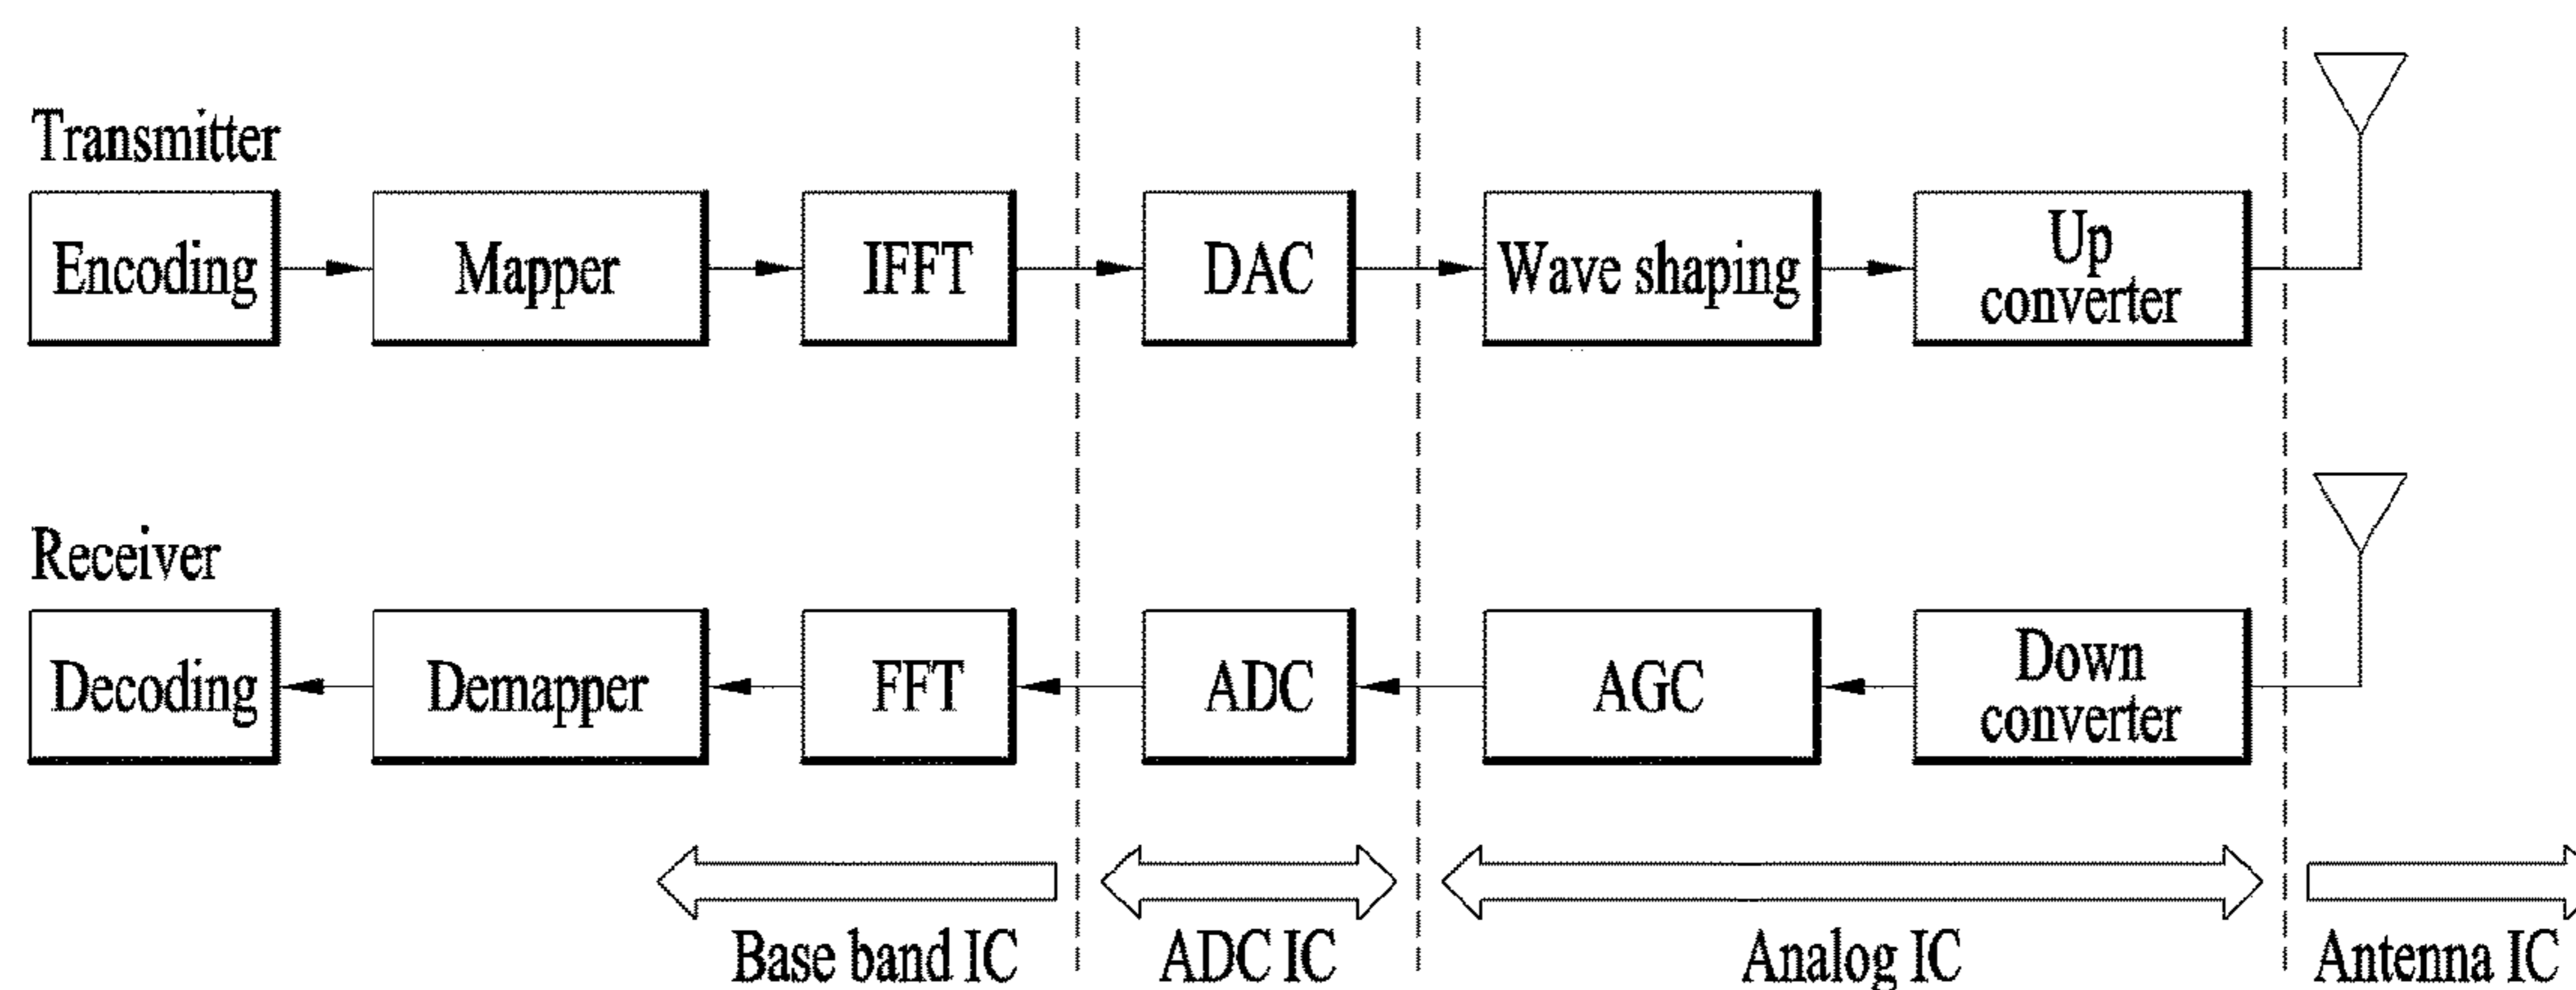 Transmitter
Encoding
Mapper
IFFT
DAC
Wave shaping
Up
converter
Receiver
Decoding
Demapper
FFT
ADC
AGC
Down
converter
Base band IC
ADC IC
Analog IC
Antenna IC